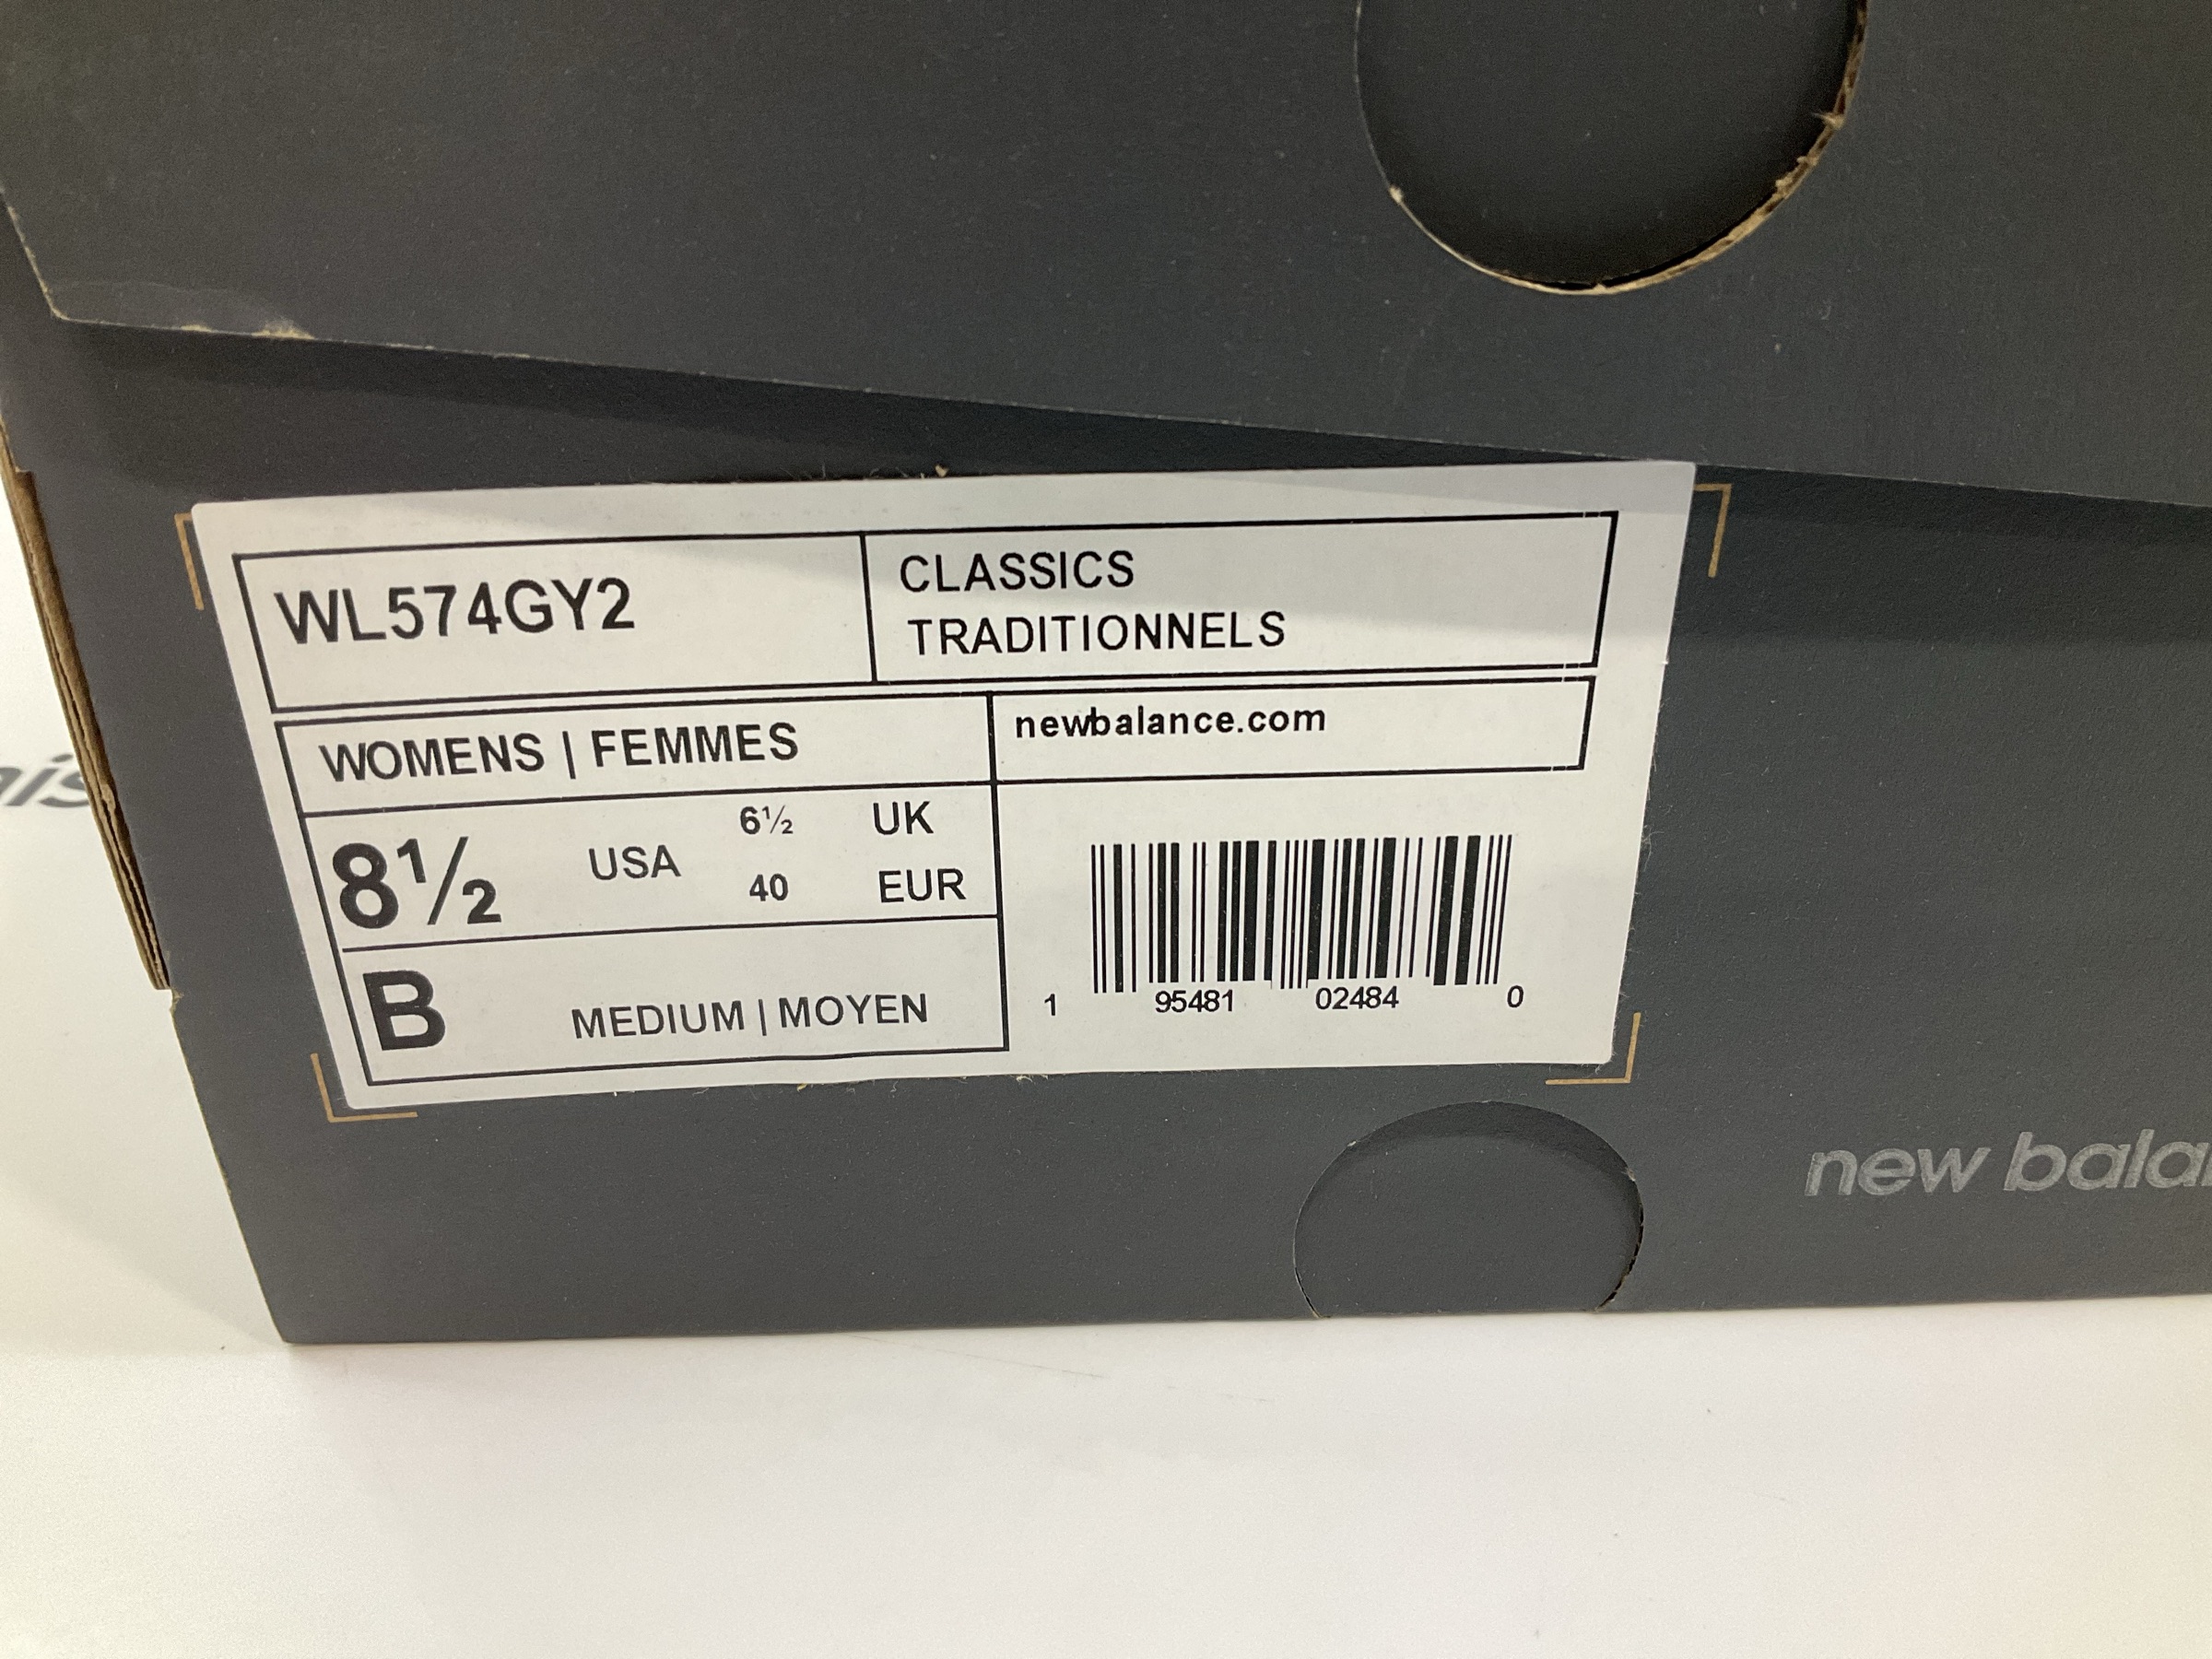 WL574GY2
CLASSICS
TRADITIONNELS
WOMENS | FEMMES
newbalance.com
8½ USA
6½ UK
40 EUR
B MEDIUM | MOYEN
1 95481 02484 0
new balan